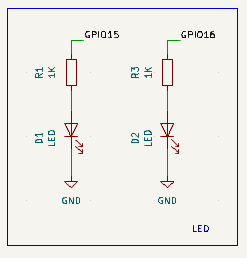 GPIO15
GPIO16
R1
1K
R3
1K
D1
LED
D2
LED
GND
GND
LED